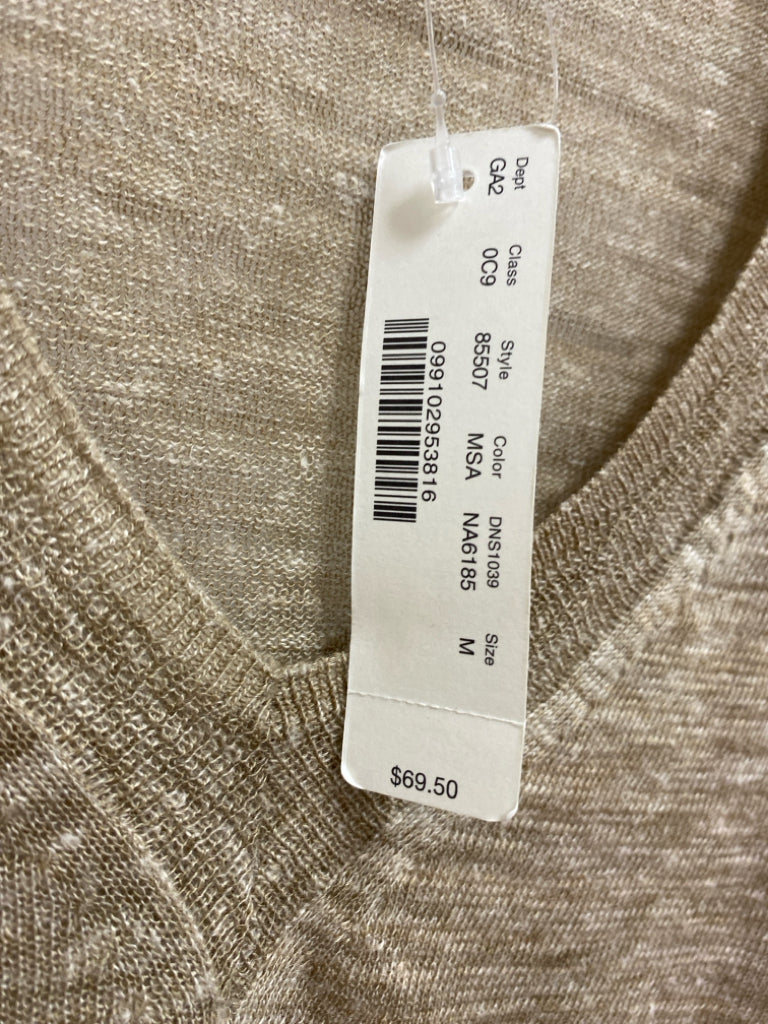 Dept Class Style Color DNS1039 Size
GA2 0C9 85507 MSA NA6185 M
099102953816
$69.50